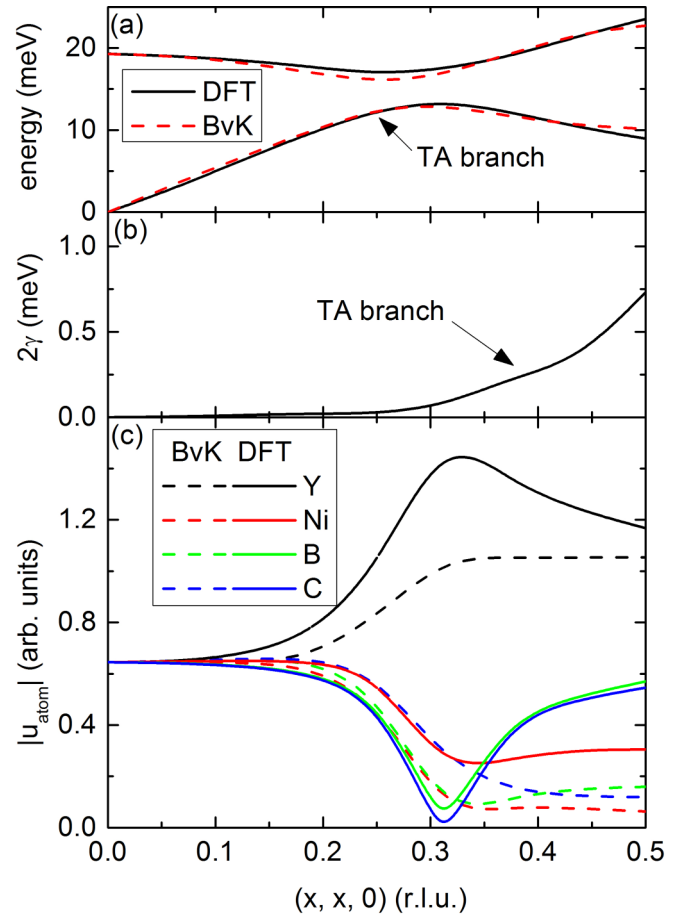 (a)
energy (meV)
20
10
0
DFT
BvK
TA branch
(b)
2γ (meV)
1.0
0.5
0.0
TA branch
(c)
|u_atom| (arb. units)
1.2
0.8
0.4
0.0
BvK DFT
Y
Ni
B
C
0.0 0.1 0.2 0.3 0.4 0.5
(x, x, 0) (r.l.u.)